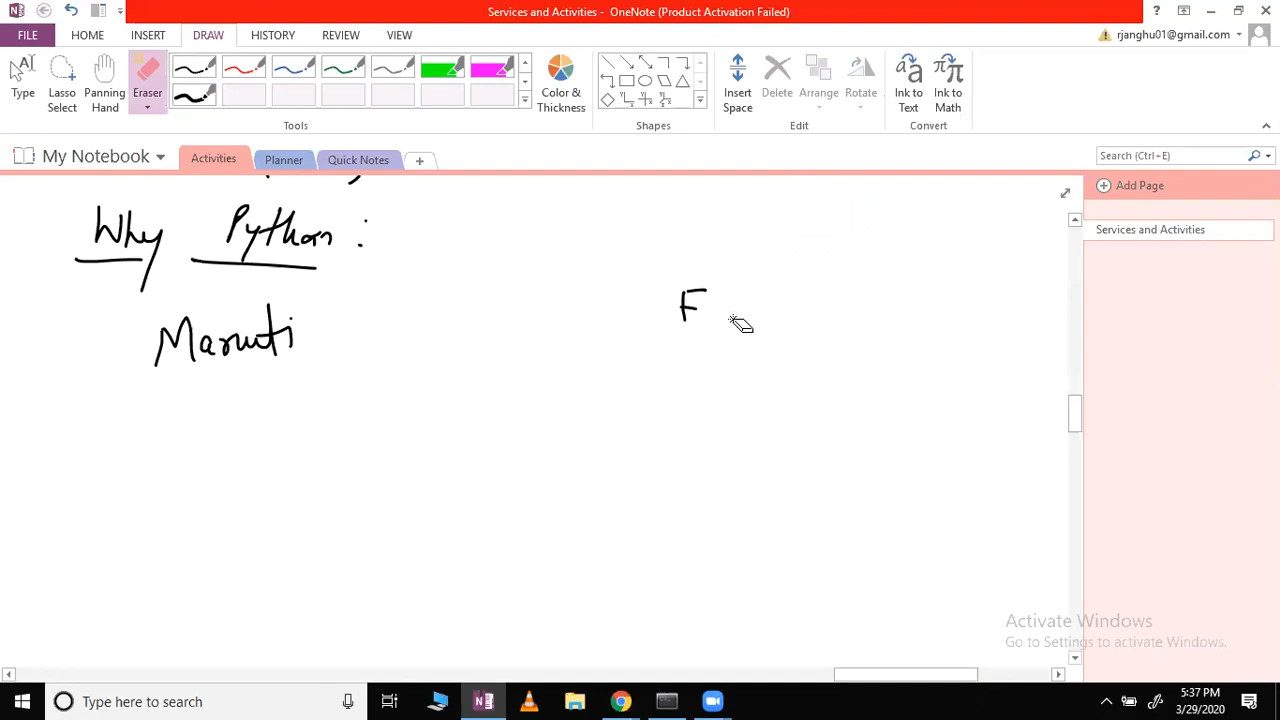 Services and Activities - OneNote (Product Activation Failed)
FILE HOME INSERT DRAW HISTORY REVIEW VIEW
rjanghu01@gmail.com
Type
Lasso Select
Panning Hand
Eraser
Color & Thickness
Insert Space
Delete
Arrange
Rotate
Ink to Text
Ink to Math
Tools
Shapes
Edit
Convert
My Notebook
Activities
Planner
Quick Notes
Search (Ctrl+E)
Add Page
Services and Activities
Why Python :
F
Maruti
Activate Windows
Go to Settings to activate Windows.
Type here to search
5:37 PM
3/29/2020